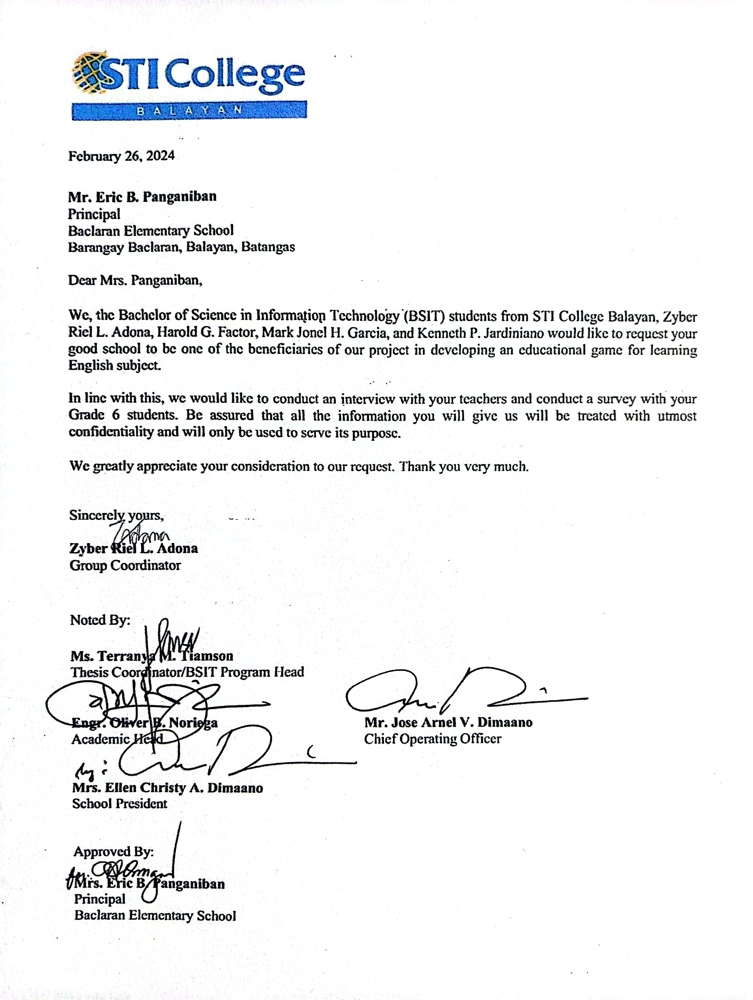 STI College
BALAYAN
February 26, 2024
Mr. Eric B. Panganiban
Principal
Baclaran Elementary School
Barangay Baclaran, Balayan, Batangas
Dear Mrs. Panganiban,
We, the Bachelor of Science in Information Technology (BSIT) students from STI College Balayan, Zyber
Riel L. Adona, Harold G. Factor, Mark Jonel H. Garcia, and Kenneth P. Jardiniano would like to request your
good school to be one of the beneficiaries of our project in developing an educational game for learning
English subject.
In line with this, we would like to conduct an interview with your teachers and conduct a survey with your
Grade 6 students. Be assured that all the information you will give us will be treated with utmost
confidentiality and will only be used to serve its purpose.
We greatly appreciate your consideration to our request. Thank you very much.
Sincerely yours,
Zyber Riel L. Adona
Group Coordinator
Noted By:
Ms. Terranya M. Tiamson
Thesis Coordinator/BSIT Program Head
Engr. Oliver B. Noriega
Academic Head
Mr. Jose Arnel V. Dimaano
Chief Operating Officer
by:
Mrs. Ellen Christy A. Dimaano
School President
Approved By:
for:
Mrs. Eric B. Panganiban
Principal
Baclaran Elementary School